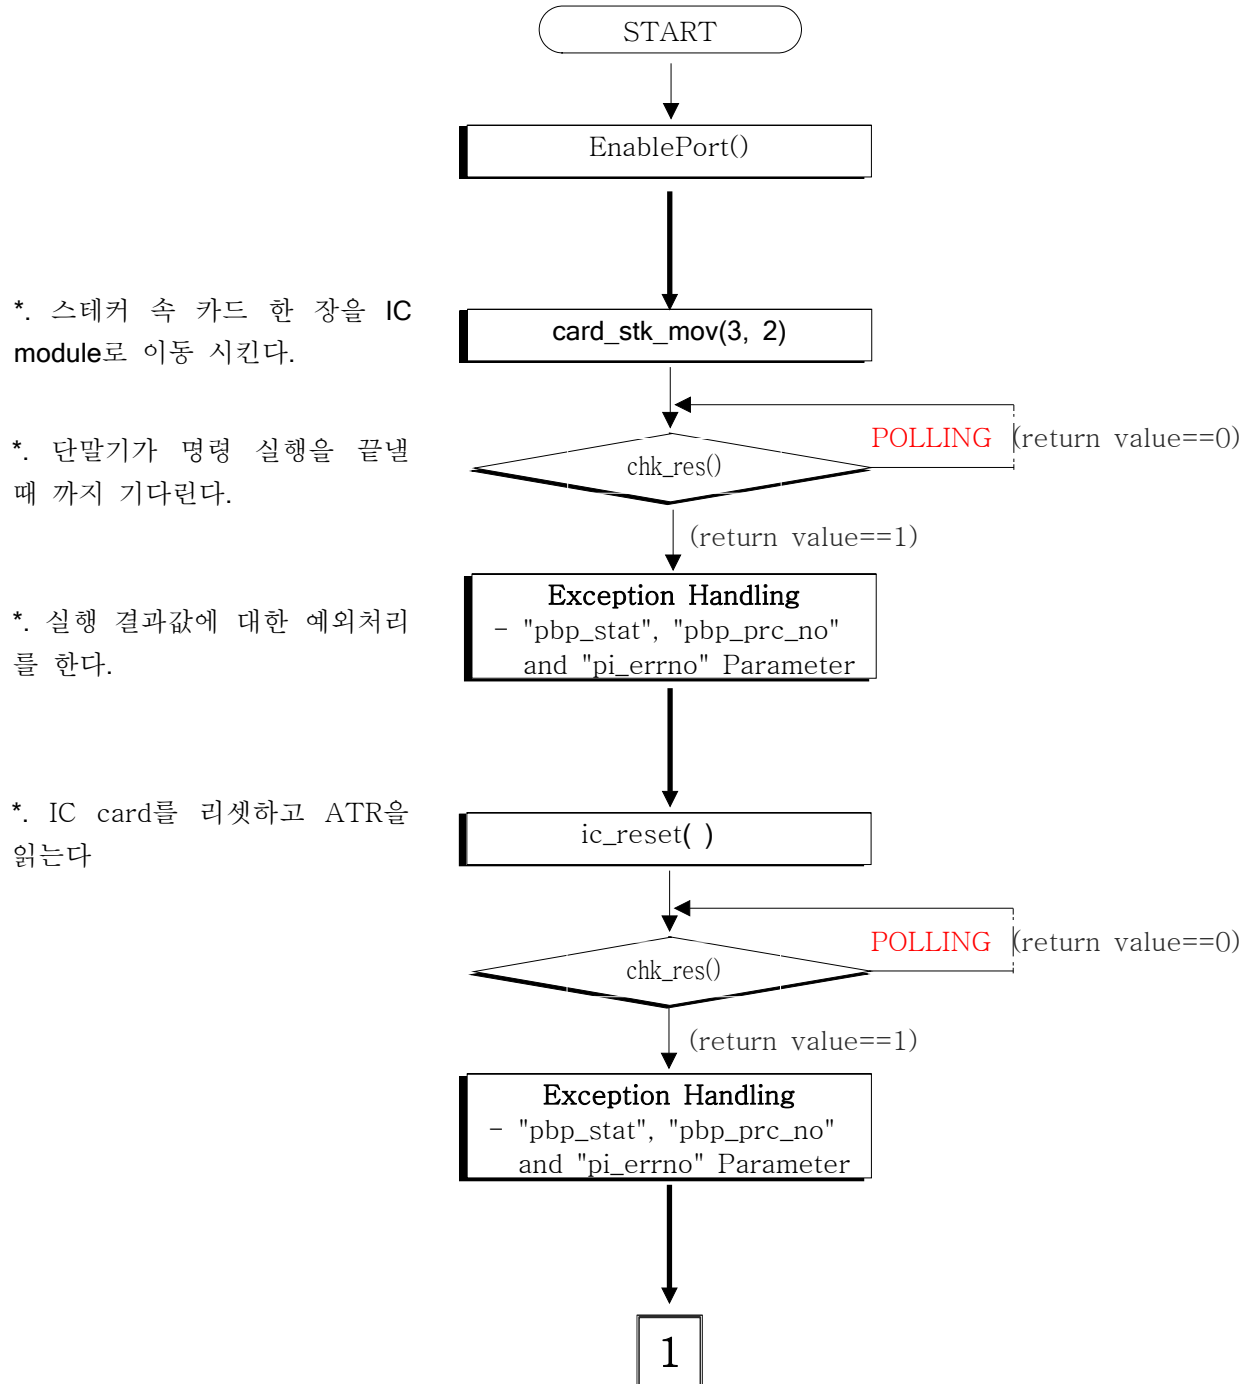 START
EnablePort()
*. 스테커 속 카드 한 장을 IC
module로 이동 시킨다.
card_stk_mov(3, 2)
*. 단말기가 명령 실행을 끝낼
때 까지 기다린다.
POLLING (return value==0)
chk_res()
(return value==1)
*. 실행 결과값에 대한 예외처리
를 한다.
Exception Handling
- "pbp_stat", "pbp_prc_no"
and "pi_errno" Parameter
*. IC card를 리셋하고 ATR을
읽는다
ic_reset( )
POLLING (return value==0)
chk_res()
(return value==1)
Exception Handling
- "pbp_stat", "pbp_prc_no"
and "pi_errno" Parameter
1